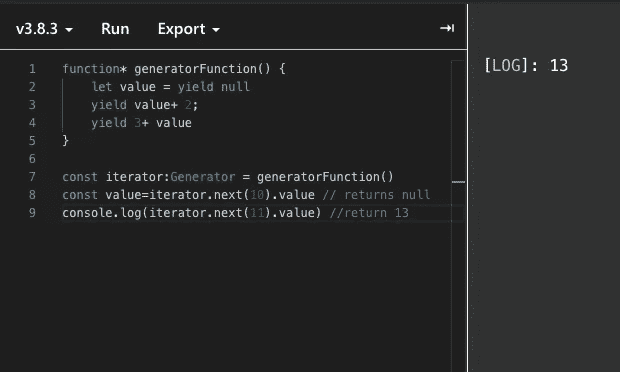 v3.8.3 Run Export
[LOG]: 13
1 function* generatorFunction() {
2 let value = yield null
3 yield value+ 2;
4 yield 3+ value
5 }
6
7 const iterator:Generator = generatorFunction()
8 const value=iterator.next(10).value // returns null
9 console.log(iterator.next(11).value) //return 13